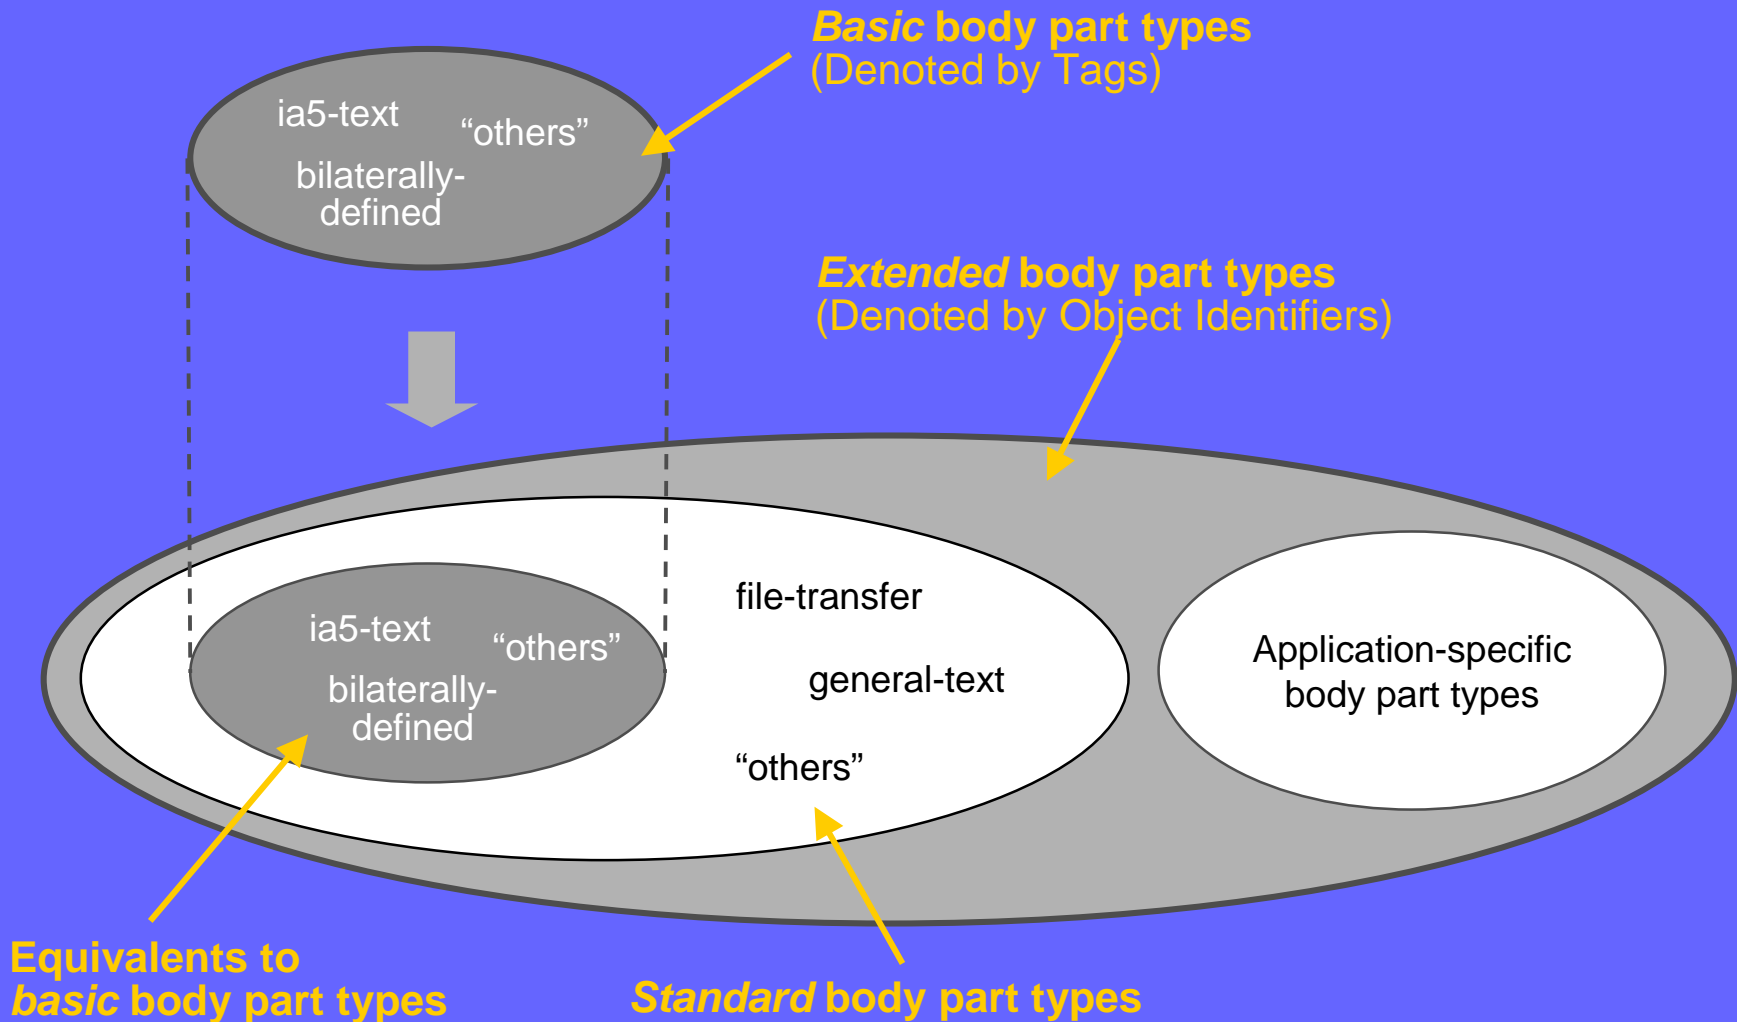 Basic body part types
(Denoted by Tags)
ia5-text
“others”
bilaterally-
defined
Extended body part types
(Denoted by Object Identifiers)
file-transfer
ia5-text
“others”
bilaterally-
defined
general-text
“others”
Application-specific
body part types
Equivalents to
basic body part types
Standard body part types